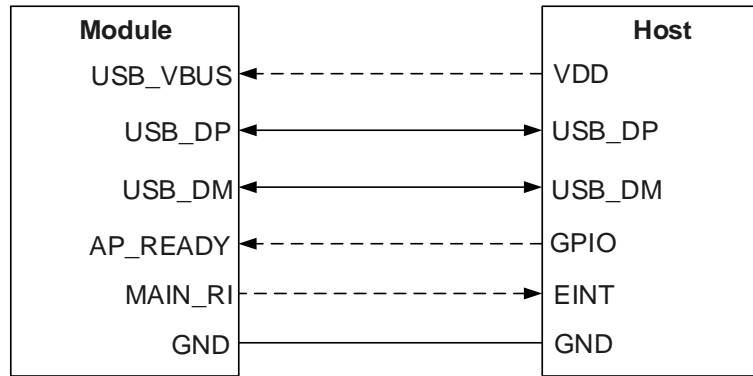 Module Host
USB_VBUS VDD
USB_DP USB_DP
USB_DM USB_DM
AP_READY GPIO
MAIN_RI EINT
GND GND